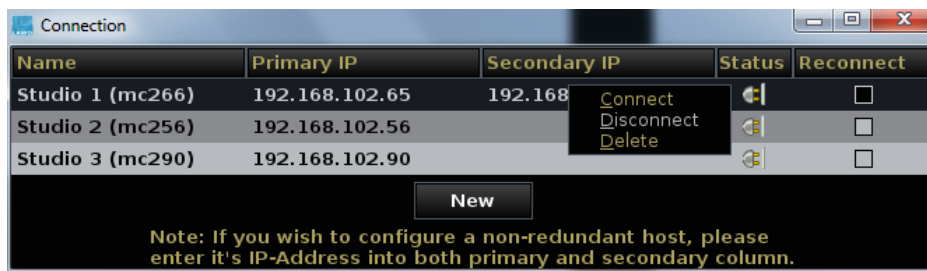 Connection
Name Primary IP Secondary IP Status Reconnect
Studio 1 (mc266) 192.168.102.65 192.168
Connect
Disconnect
Delete
Studio 2 (mc256) 192.168.102.56
Studio 3 (mc290) 192.168.102.90
New
Note: If you wish to configure a non-redundant host, please
enter it's IP-Address into both primary and secondary column.